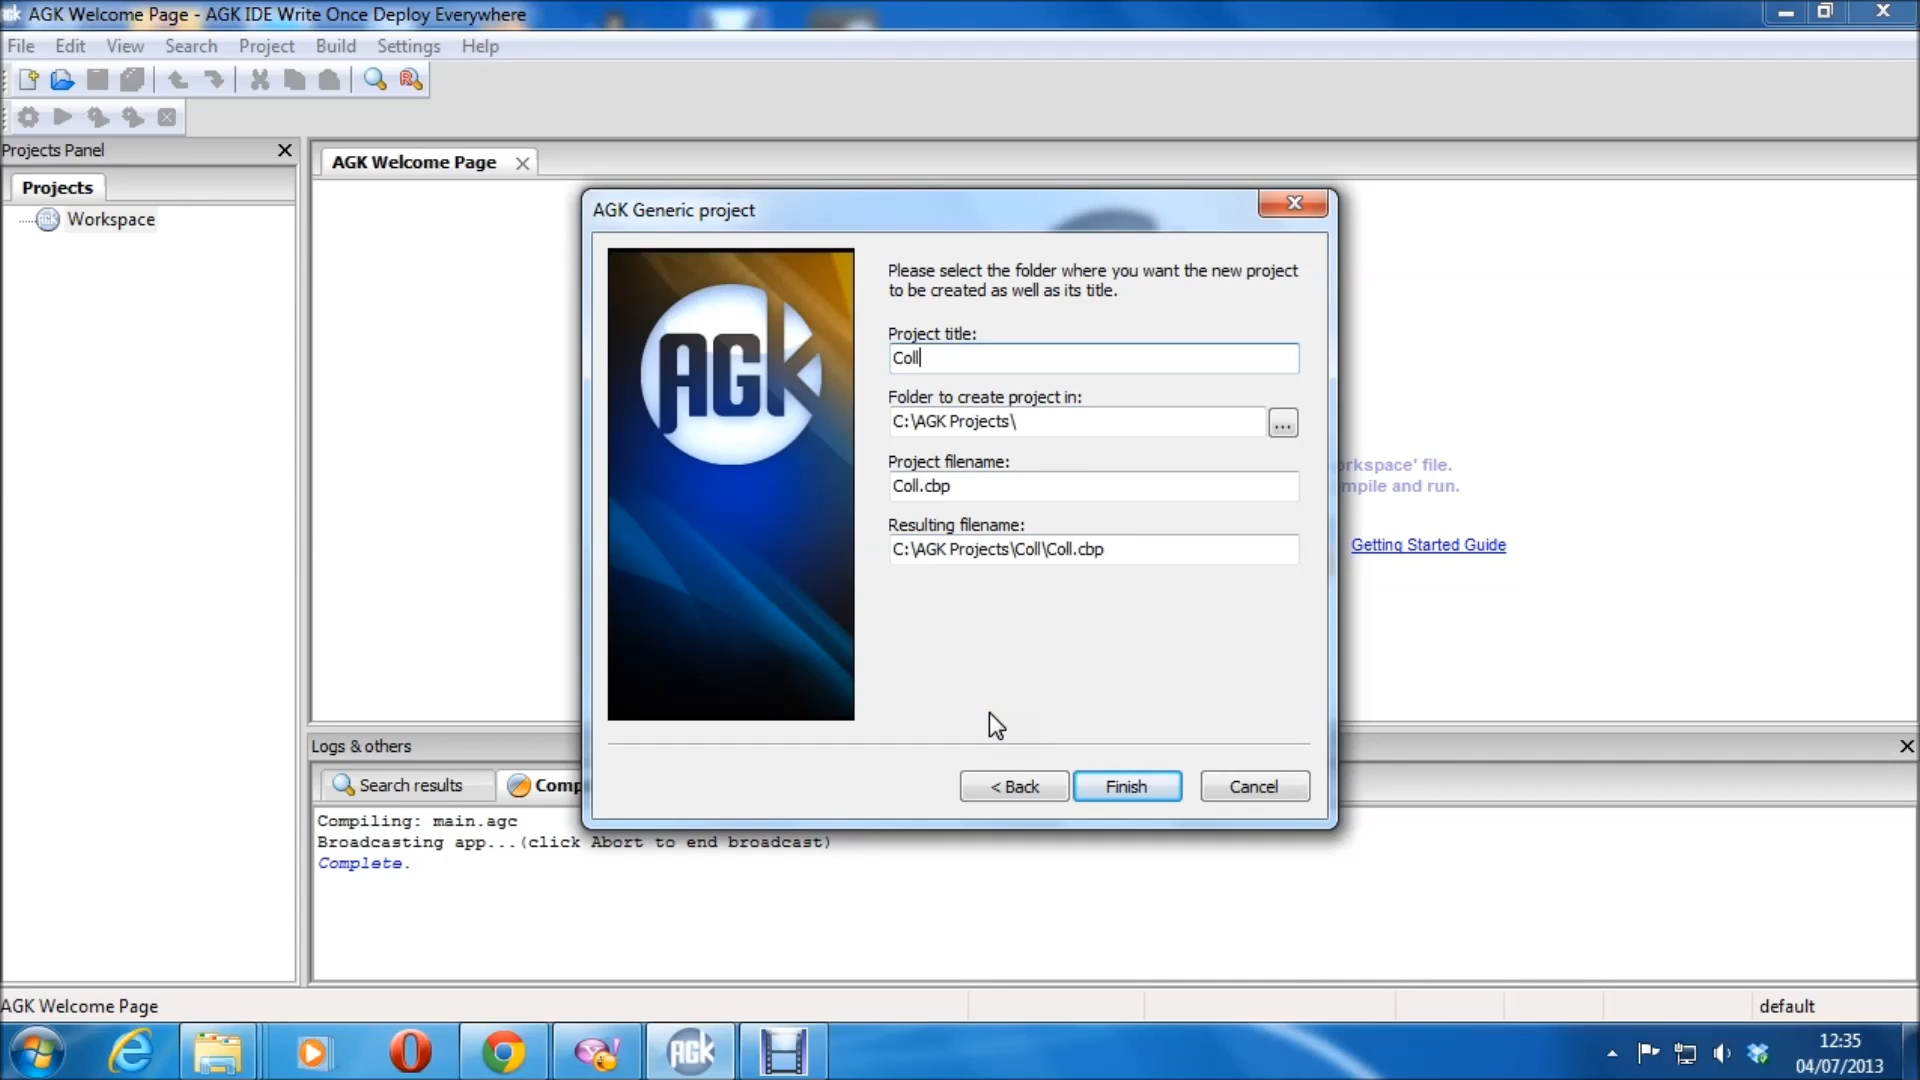 AGK Welcome Page - AGK IDE Write Once Deploy Everywhere
File Edit View Search Project Build Settings Help
Projects Panel
Projects
Workspace
AGK Welcome Page
AGK Generic project
AGK
Please select the folder where you want the new project
to be created as well as its title.
Project title:
Coll
Folder to create project in:
C:\AGK Projects\
...
Project filename:
Coll.cbp
Resulting filename:
C:\AGK Projects\Coll\Coll.cbp
< Back Finish Cancel
orkspace' file.
mpile and run.
Getting Started Guide
Logs & others
Search results
Comp
Compiling: main.agc
Broadcasting app...(click Abort to end broadcast)
Complete.
AGK Welcome Page
default
AGK
12:35
04/07/2013